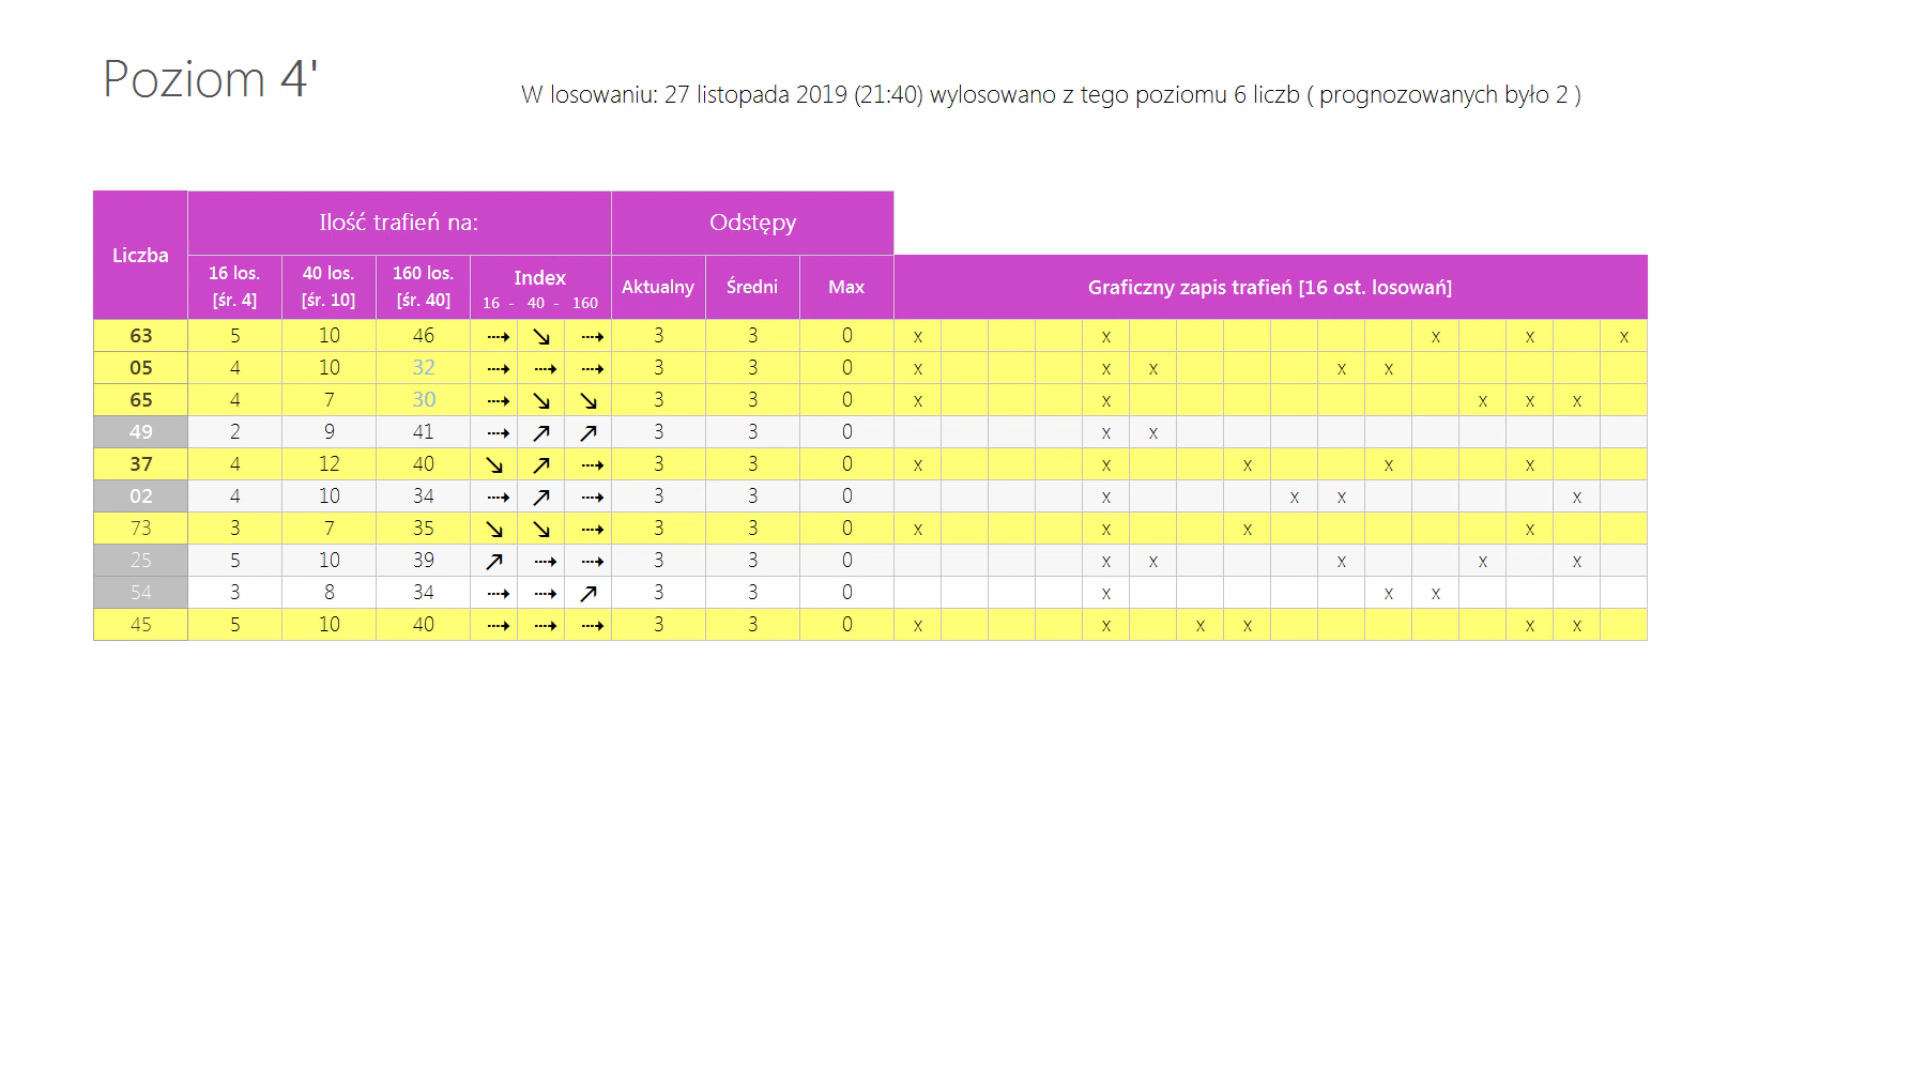 Poziom 4'
W losowaniu: 27 listopada 2019 (21:40) wylosowano z tego poziomu 6 liczb ( prognozowanych było 2 )
Liczba Ilość trafień na: Odstępy
16 los. [śr. 4] 40 los. [śr. 10] 160 los. [śr. 40] Index 16 - 40 - 160 Aktualny Średni Max Graficzny zapis trafień [16 ost. losowań]
63 5 10 46 ⇢ ↘ ⇢ 3 3 0 x x x x x
05 4 10 32 ⇢ ⇢ ⇢ 3 3 0 x x x x x
65 4 7 30 ⇢ ↘ ↘ 3 3 0 x x x x x
49 2 9 41 ⇢ ↗ ↗ 3 3 0 x x
37 4 12 40 ↘ ↗ ⇢ 3 3 0 x x x x x
02 4 10 34 ⇢ ↗ ⇢ 3 3 0 x x x x
73 3 7 35 ↘ ↘ ⇢ 3 3 0 x x x x
25 5 10 39 ↗ ⇢ ⇢ 3 3 0 x x x x x
54 3 8 34 ⇢ ⇢ ↗ 3 3 0 x x x
45 5 10 40 ⇢ ⇢ ⇢ 3 3 0 x x x x x x